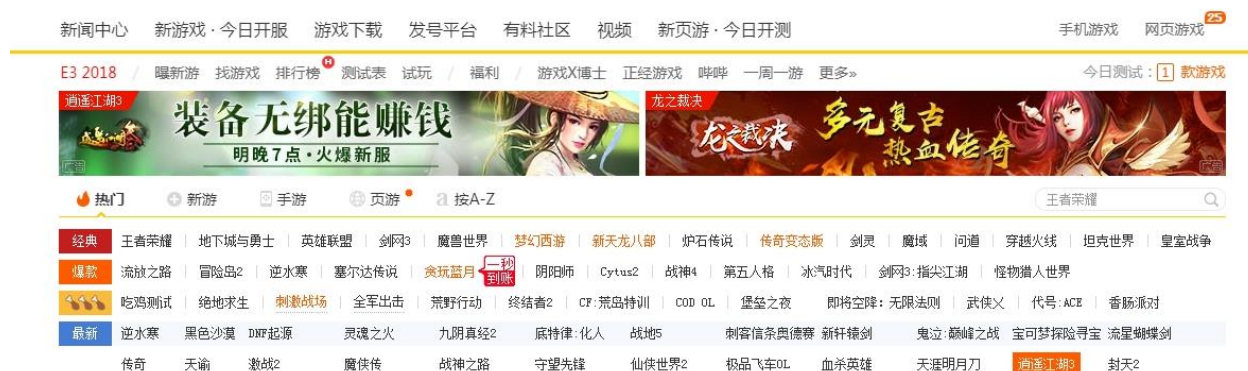 新闻中心 新游戏·今日开服 游戏下载 发号平台 有料社区 视频 新页游·今日开测 手机游戏 网页游戏 25
E3 2018 / 曝新游 找游戏 排行榜 H 测试表 试玩 / 福利 / 游戏X博士 正经游戏 哔哔 一周一游 更多» 今日测试：1 款游戏
逍遥江湖3 装备无绑能赚钱 龙之裁决 龙之裁决 多元复古
明晚7点·火爆新服 热血传奇
广告 广告
热门 新游 手游 页游 a 按A-Z 王者荣耀
经典 王者荣耀 | 地下城与勇士 | 英雄联盟 | 剑网3 | 魔兽世界 | 梦幻西游 | 新天龙八部 | 炉石传说 | 传奇变态版 | 剑灵 | 魔域 | 问道 | 穿越火线 | 坦克世界 | 皇室战争
爆款 流放之路 | 冒险岛2 | 逆水寒 | 塞尔达传说 | 贪玩蓝月 一秒到账 | 阴阳师 | Cytus2 | 战神4 | 第五人格 | 冰汽时代 | 剑网3:指尖江湖 | 怪物猎人世界
吃鸡测试 | 绝地求生 | 刺激战场 | 全军出击 | 荒野行动 | 终结者2 | CF:荒岛特训 | COD OL | 堡垒之夜 即将空降：无限法则 | 武侠乂 | 代号:ACE | 香肠派对
最新 逆水寒 黑色沙漠 DNF起源 灵魂之火 九阴真经2 底特律:化人 战地5 刺客信条奥德赛 新轩辕剑 鬼泣:巅峰之战 宝可梦探险寻宝 流星蝴蝶剑
传奇 天谕 激战2 魔侠传 战神之路 守望先锋 仙侠世界2 极品飞车OL 血杀英雄 天涯明月刀 逍遥江湖3 封天2